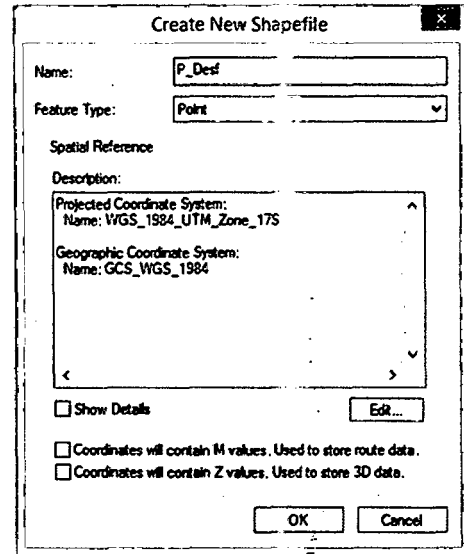 Create New Shapefile
Name: P_Desf
Feature Type: Point
Spatial Reference
Description:
Projected Coordinate System:
Name: WGS_1984_UTM_Zone_17S
Geographic Coordinate System:
Name: GCS_WGS_1984
Show Details
Edit...
Coordinates will contain M values. Used to store route data.
Coordinates will contain Z values. Used to store 3D data.
OK Cancel